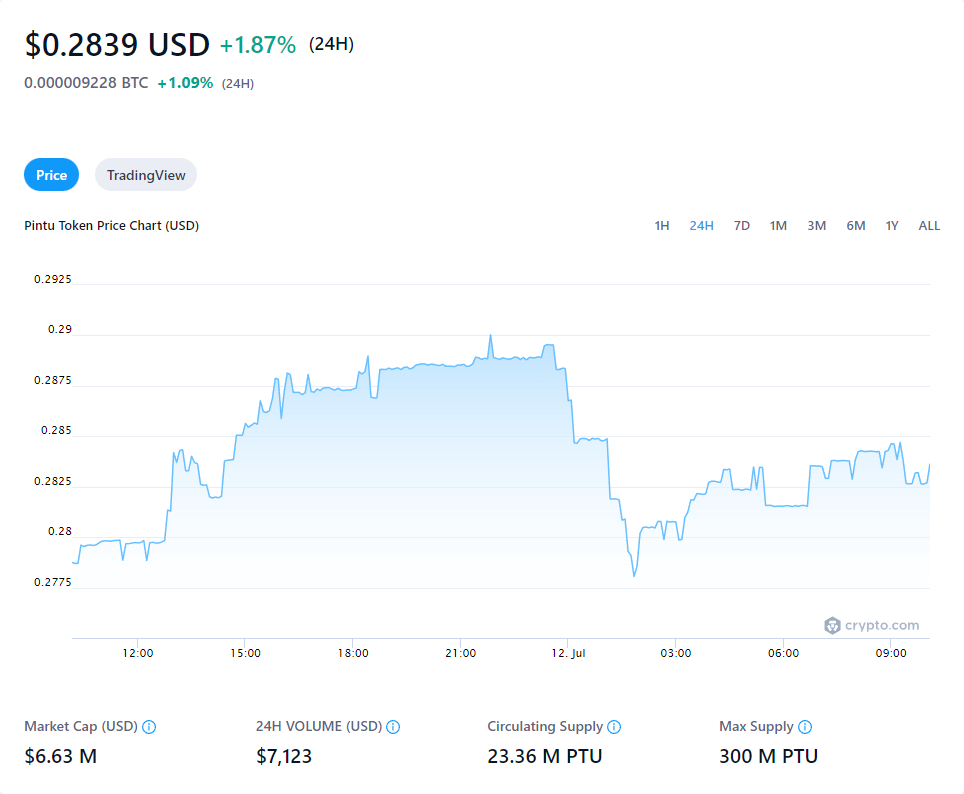 $0.2839 USD +1.87% (24H)
0.000009228 BTC +1.09% (24H)
Price TradingView
Pintu Token Price Chart (USD) 1H 24H 7D 1M 3M 6M 1Y ALL
0.2925
0.29
0.2875
0.285
0.2825
0.28
0.2775
crypto.com
12:00 15:00 18:00 21:00 12. Jul 03:00 06:00 09:00
Market Cap (USD) 24H VOLUME (USD) Circulating Supply Max Supply
$6.63 M $7,123 23.36 M PTU 300 M PTU